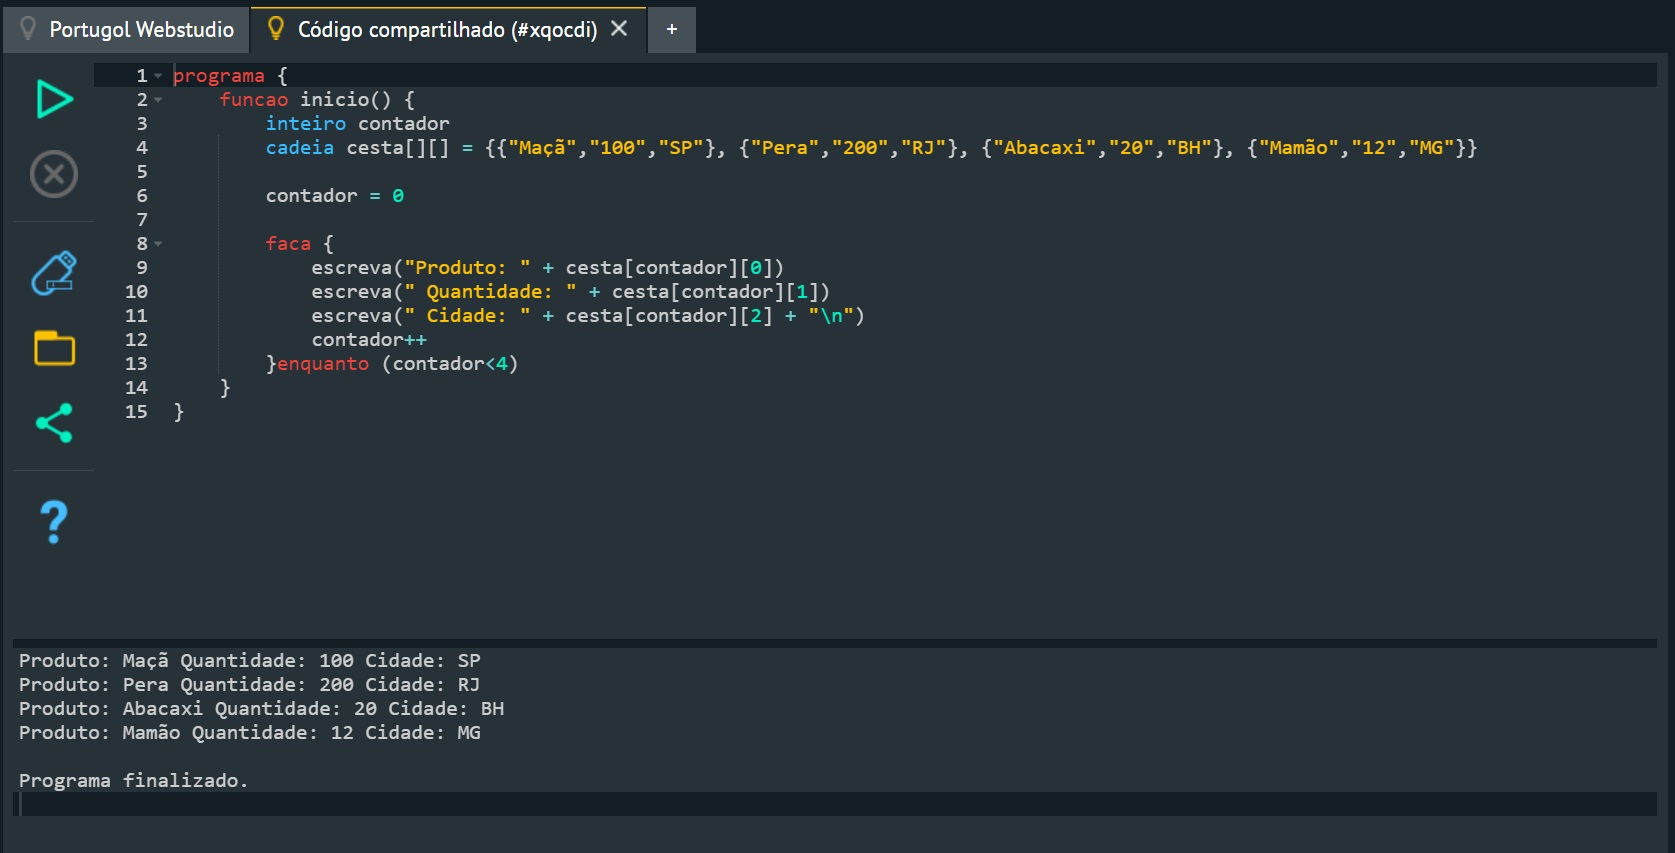 Portugol Webstudio Código compartilhado (#xqocdi) ✕ +
1 programa {
2 funcao inicio() {
3 inteiro contador
4 cadeia cesta[][] = {{"Maçã","100","SP"}, {"Pera","200","RJ"}, {"Abacaxi","20","BH"}, {"Mamão","12","MG"}}
5
6 contador = 0
7
8 faca {
9 escreva("Produto: " + cesta[contador][0])
10 escreva(" Quantidade: " + cesta[contador][1])
11 escreva(" Cidade: " + cesta[contador][2] + "\n")
12 contador++
13 }enquanto (contador<4)
14 }
15 }
?
Produto: Maçã Quantidade: 100 Cidade: SP
Produto: Pera Quantidade: 200 Cidade: RJ
Produto: Abacaxi Quantidade: 20 Cidade: BH
Produto: Mamão Quantidade: 12 Cidade: MG
Programa finalizado.